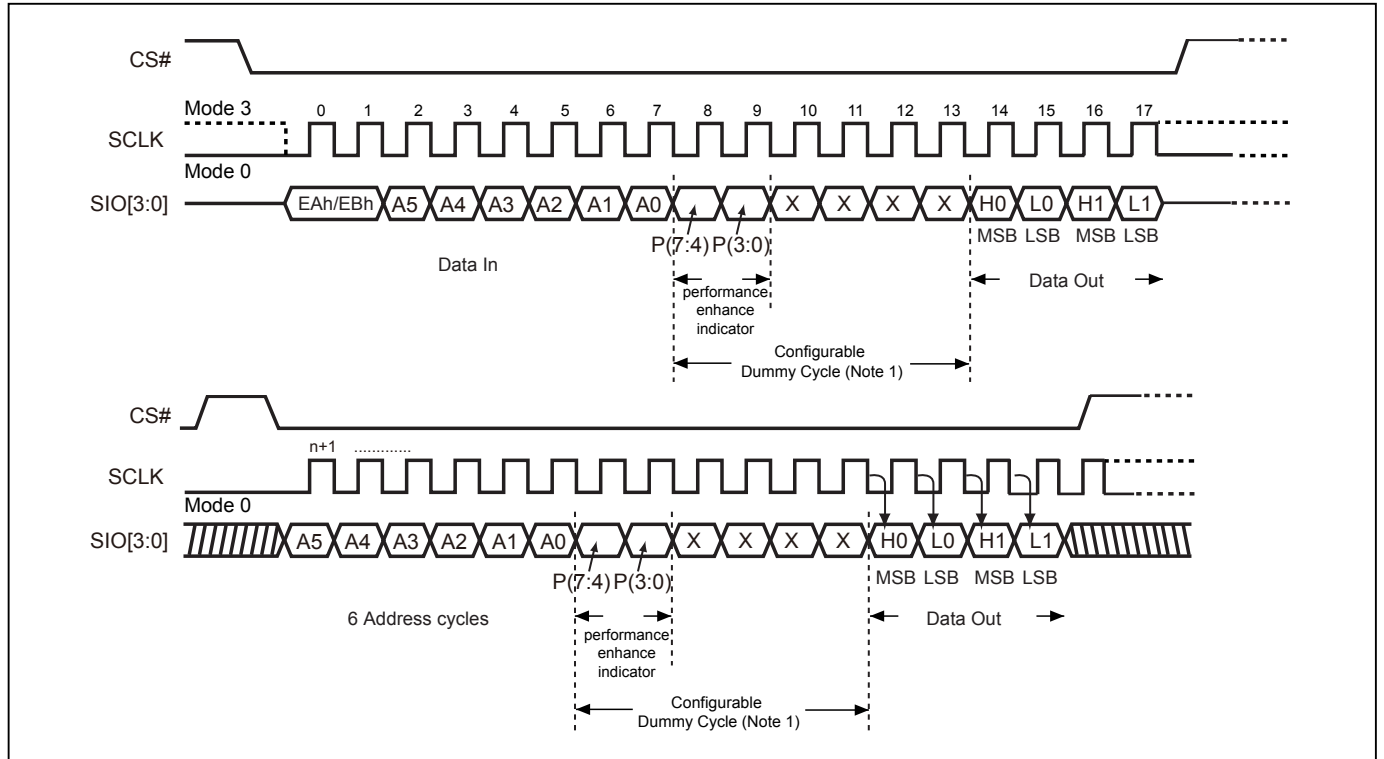 CS#
Mode 3
0 1 2 3 4 5 6 7 8 9 10 11 12 13 14 15 16 17
SCLK
Mode 0
SIO[3:0]
EAh/EBh A5 A4 A3 A2 A1 A0 X X X X H0 L0 H1 L1
MSB LSB MSB LSB
P(7:4) P(3:0)
Data In
Data Out
performance
enhance
indicator
Configurable
Dummy Cycle (Note 1)
CS#
n+1 .............
SCLK
Mode 0
SIO[3:0]
A5 A4 A3 A2 A1 A0 X X X X H0 L0 H1 L1
P(7:4) P(3:0)
MSB LSB MSB LSB
6 Address cycles
Data Out
performance
enhance
indicator
Configurable
Dummy Cycle (Note 1)